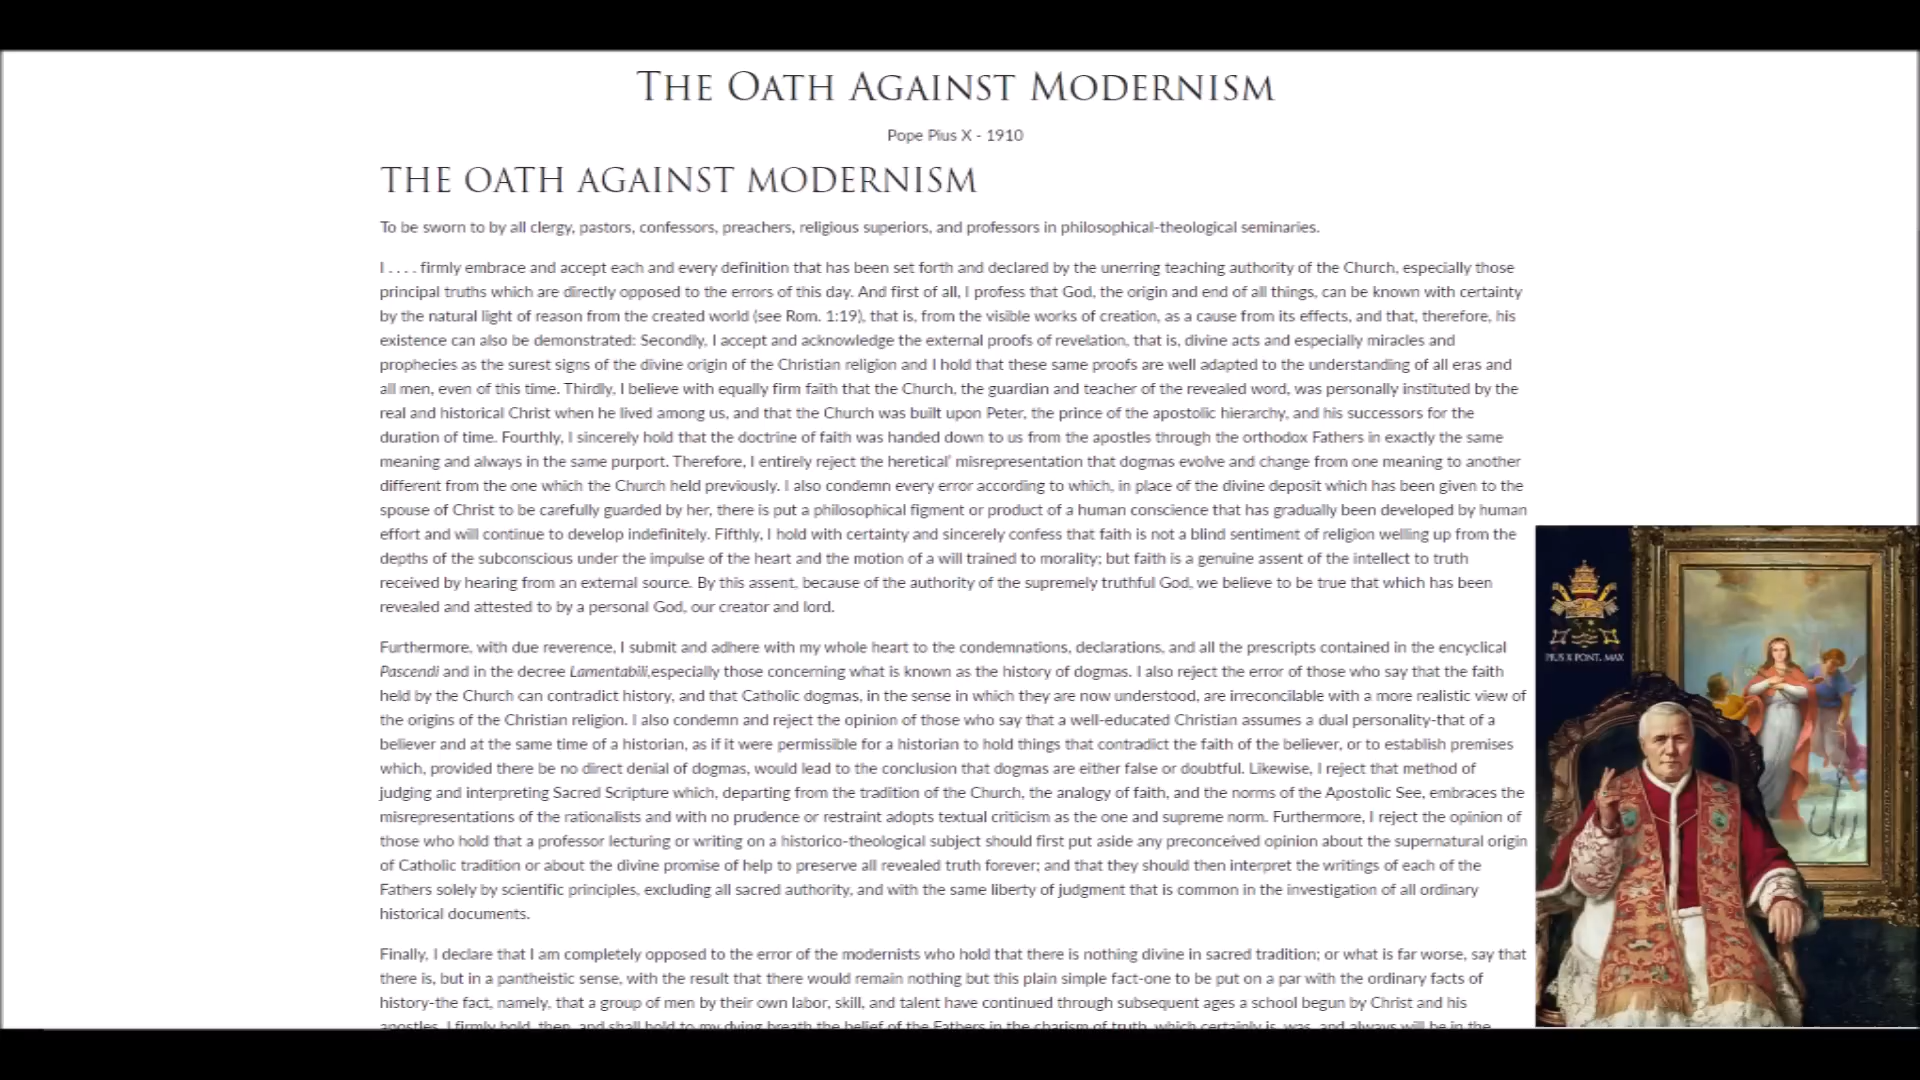 THE OATH AGAINST MODERNISM
Pope Pius X - 1910
THE OATH AGAINST MODERNISM
To be sworn to by all clergy, pastors, confessors, preachers, religious superiors, and professors in philosophical-theological seminaries.
I . . . . firmly embrace and accept each and every definition that has been set forth and declared by the unerring teaching authority of the Church, especially those
principal truths which are directly opposed to the errors of this day. And first of all, I profess that God, the origin and end of all things, can be known with certainty
by the natural light of reason from the created world (see Rom. 1:19), that is, from the visible works of creation, as a cause from its effects, and that, therefore, his
existence can also be demonstrated: Secondly, I accept and acknowledge the external proofs of revelation, that is, divine acts and especially miracles and
prophecies as the surest signs of the divine origin of the Christian religion and I hold that these same proofs are well adapted to the understanding of all eras and
all men, even of this time. Thirdly, I believe with equally firm faith that the Church, the guardian and teacher of the revealed word, was personally instituted by the
real and historical Christ when he lived among us, and that the Church was built upon Peter, the prince of the apostolic hierarchy, and his successors for the
duration of time. Fourthly, I sincerely hold that the doctrine of faith was handed down to us from the apostles through the orthodox Fathers in exactly the same
meaning and always in the same purport. Therefore, I entirely reject the heretical' misrepresentation that dogmas evolve and change from one meaning to another
different from the one which the Church held previously. I also condemn every error according to which, in place of the divine deposit which has been given to the
spouse of Christ to be carefully guarded by her, there is put a philosophical figment or product of a human conscience that has gradually been developed by human
effort and will continue to develop indefinitely. Fifthly, I hold with certainty and sincerely confess that faith is not a blind sentiment of religion welling up from the
depths of the subconscious under the impulse of the heart and the motion of a will trained to morality; but faith is a genuine assent of the intellect to truth
received by hearing from an external source. By this assent, because of the authority of the supremely truthful God, we believe to be true that which has been
revealed and attested to by a personal God, our creator and lord.
Furthermore, with due reverence, I submit and adhere with my whole heart to the condemnations, declarations, and all the prescripts contained in the encyclical
Pascendi and in the decree Lamentabili,especially those concerning what is known as the history of dogmas. I also reject the error of those who say that the faith
held by the Church can contradict history, and that Catholic dogmas, in the sense in which they are now understood, are irreconcilable with a more realistic view of
the origins of the Christian religion. I also condemn and reject the opinion of those who say that a well-educated Christian assumes a dual personality-that of a
believer and at the same time of a historian, as if it were permissible for a historian to hold things that contradict the faith of the believer, or to establish premises
which, provided there be no direct denial of dogmas, would lead to the conclusion that dogmas are either false or doubtful. Likewise, I reject that method of
judging and interpreting Sacred Scripture which, departing from the tradition of the Church, the analogy of faith, and the norms of the Apostolic See, embraces the
misrepresentations of the rationalists and with no prudence or restraint adopts textual criticism as the one and supreme norm. Furthermore, I reject the opinion of
those who hold that a professor lecturing or writing on a historico-theological subject should first put aside any preconceived opinion about the supernatural origin
of Catholic tradition or about the divine promise of help to preserve all revealed truth forever; and that they should then interpret the writings of each of the
Fathers solely by scientific principles, excluding all sacred authority, and with the same liberty of judgment that is common in the investigation of all ordinary
historical documents.
Finally, I declare that I am completely opposed to the error of the modernists who hold that there is nothing divine in sacred tradition; or what is far worse, say that
there is, but in a pantheistic sense, with the result that there would remain nothing but this plain simple fact-one to be put on a par with the ordinary facts of
history-the fact, namely, that a group of men by their own labor, skill, and talent have continued through subsequent ages a school begun by Christ and his
apostles. I firmly hold, then, and shall hold to my dying breath the belief of the Fathers in the charism of truth, which certainly is, was, and always will be in the
PIUS X PONT. MAX